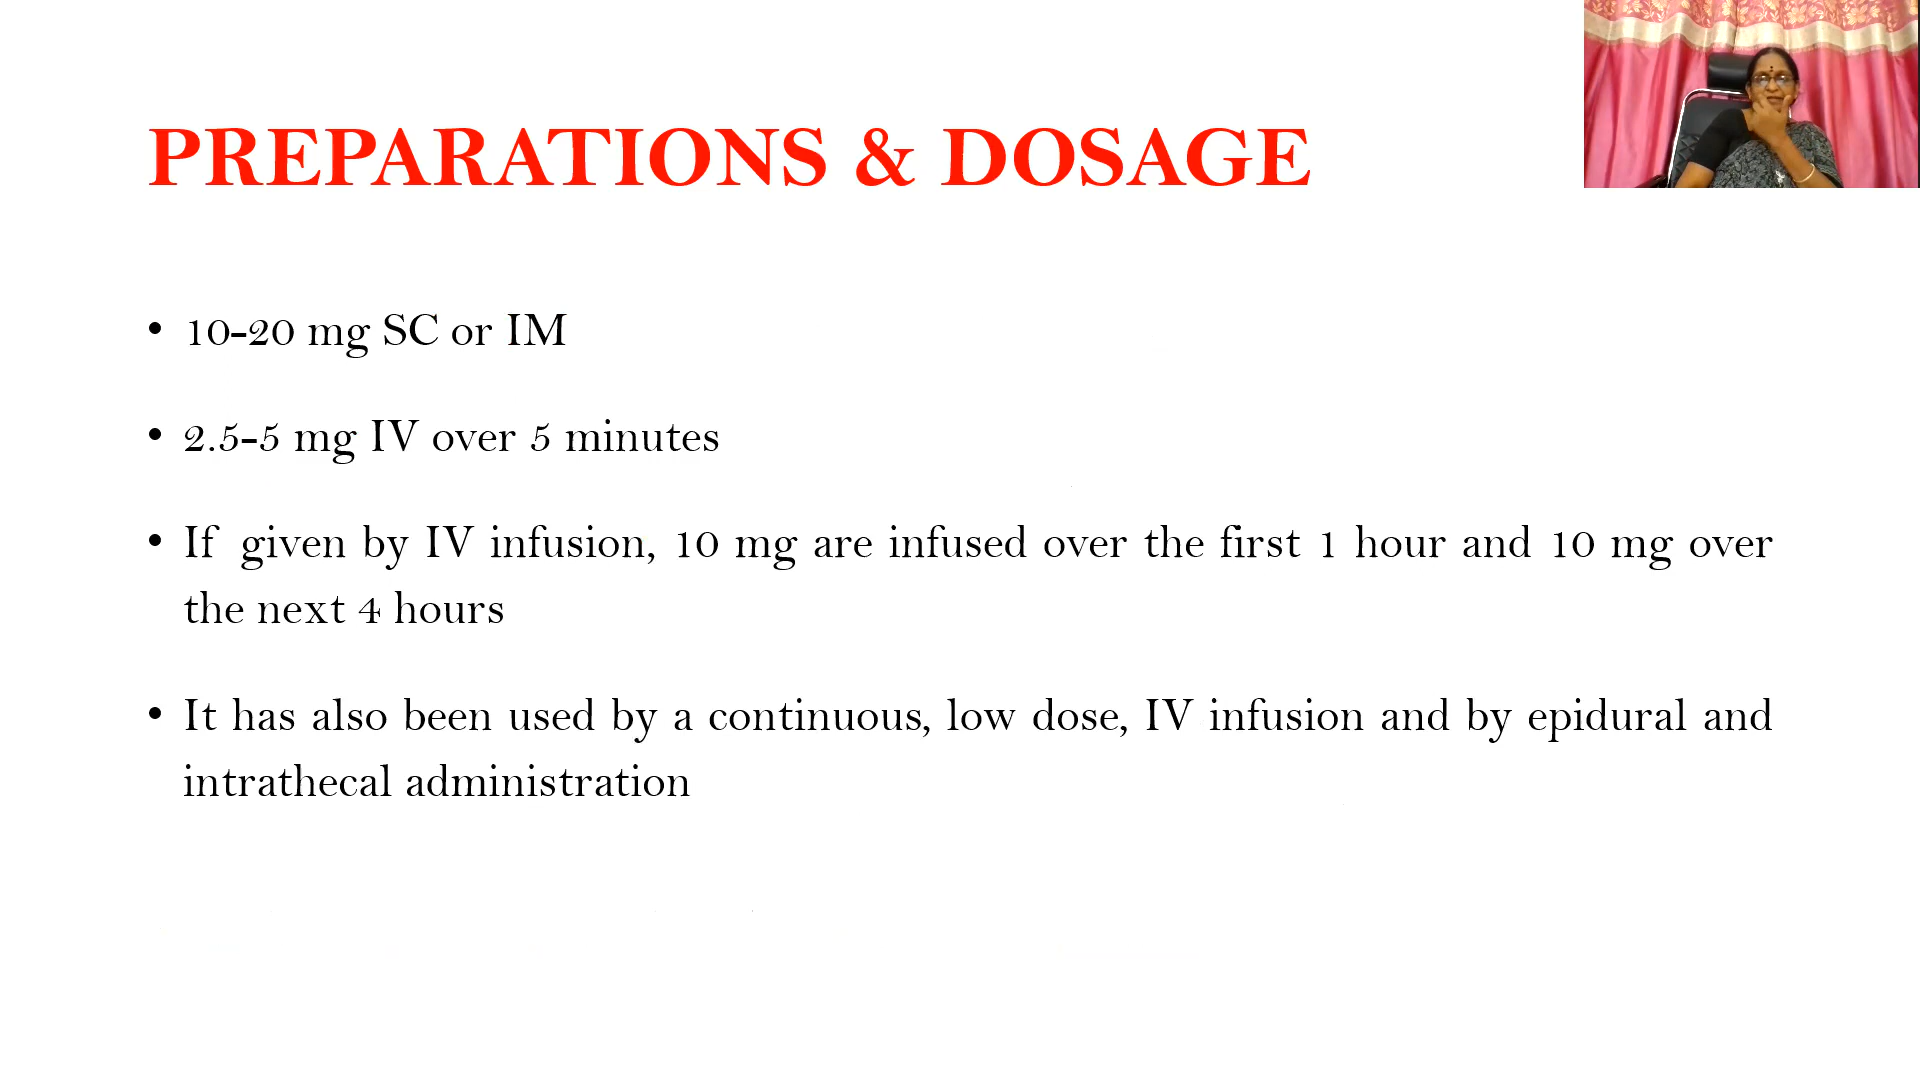 PREPARATIONS & DOSAGE
• 10-20 mg SC or IM
• 2.5-5 mg IV over 5 minutes
• If given by IV infusion, 10 mg are infused over the first 1 hour and 10 mg over
the next 4 hours
• It has also been used by a continuous, low dose, IV infusion and by epidural and
intrathecal administration